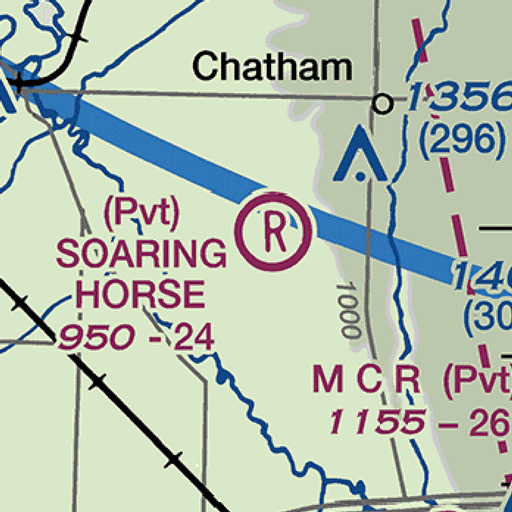 Chatham
1356
(296)
(Pvt)
SOARING
HORSE
950 - 24
R
1000
M C R (Pvt)
1155 - 26